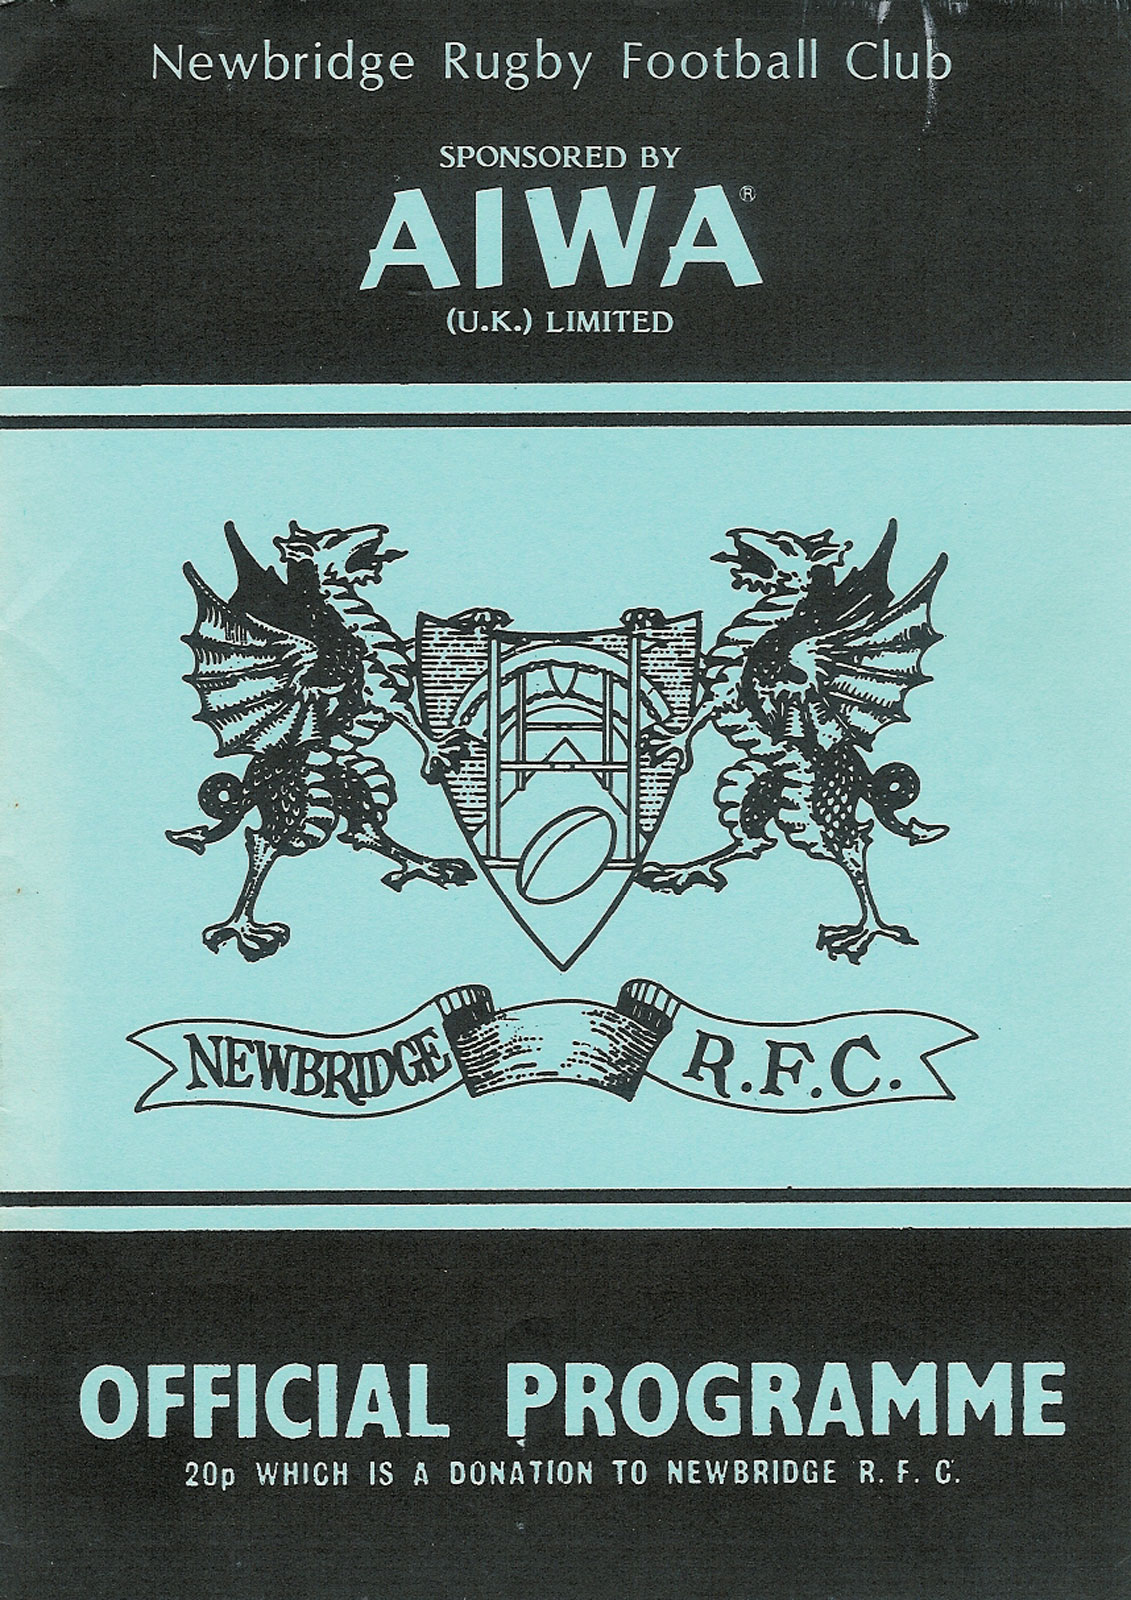 Newbridge Rugby Football Club
SPONSORED BY
AIWA®
(U.K.) LIMITED
NEWBRIDGE R.F.C.
OFFICIAL PROGRAMME
20p WHICH IS A DONATION TO NEWBRIDGE R. F. C.